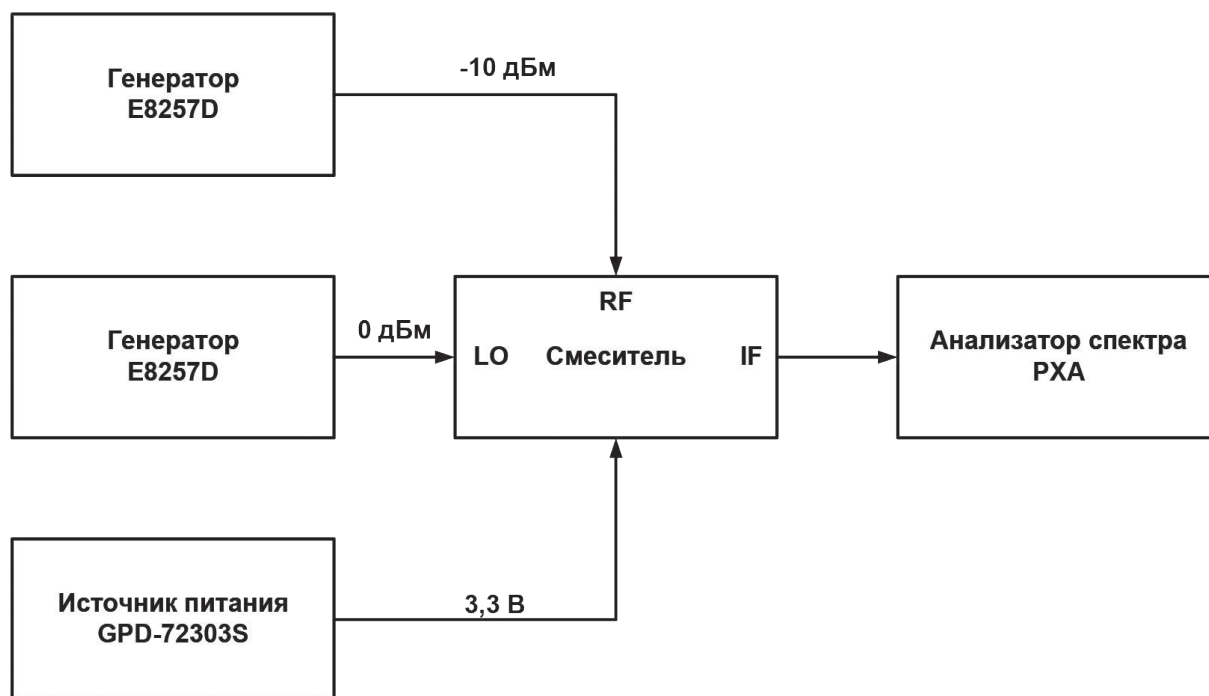 Генератор
E8257D
-10 дБм
RF
Генератор
E8257D
0 дБм
LO Смеситель IF
Анализатор спектра
PXA
Источник питания
GPD-72303S
3,3 В